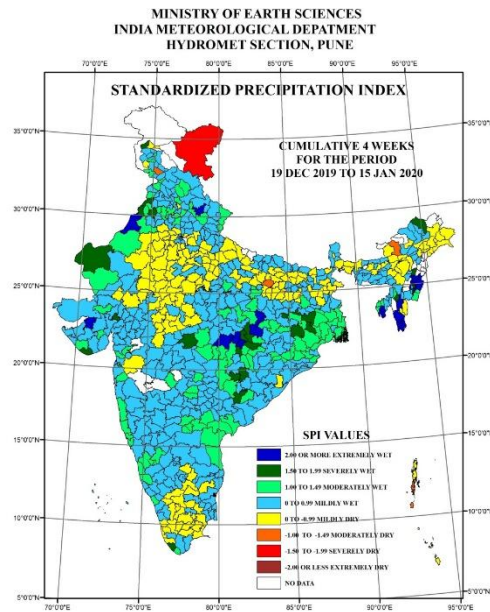 MINISTRY OF EARTH SCIENCES
INDIA METEOROLOGICAL DEPATMENT
HYDROMET SECTION, PUNE
70°0'0"E 75°0'0"E 80°0'0"E 85°0'0"E 90°0'0"E 95°0'0"E
STANDARDIZED PRECIPITATION INDEX
CUMULATIVE 4 WEEKS
FOR THE PERIOD
19 DEC 2019 TO 15 JAN 2020
35°0'0"N 35°0'0"N
30°0'0"N 30°0'0"N
25°0'0"N 25°0'0"N
20°0'0"N 20°0'0"N
15°0'0"N 15°0'0"N
10°0'0"N 10°0'0"N
SPI VALUES
2.00 OR MORE EXTREMELY WET
1.50 TO 1.99 SEVERELY WET
1.00 TO 1.49 MODERATELY WET
0 TO 0.99 MILDLY WET
0 TO -0.99 MILDLY DRY
-1.00 TO -1.49 MODERATELY DRY
-1.50 TO -1.99 SEVERELY DRY
-2.00 OR LESS EXTREMELY DRY
NO DATA
70°0'0"E 75°0'0"E 80°0'0"E 85°0'0"E 90°0'0"E 95°0'0"E